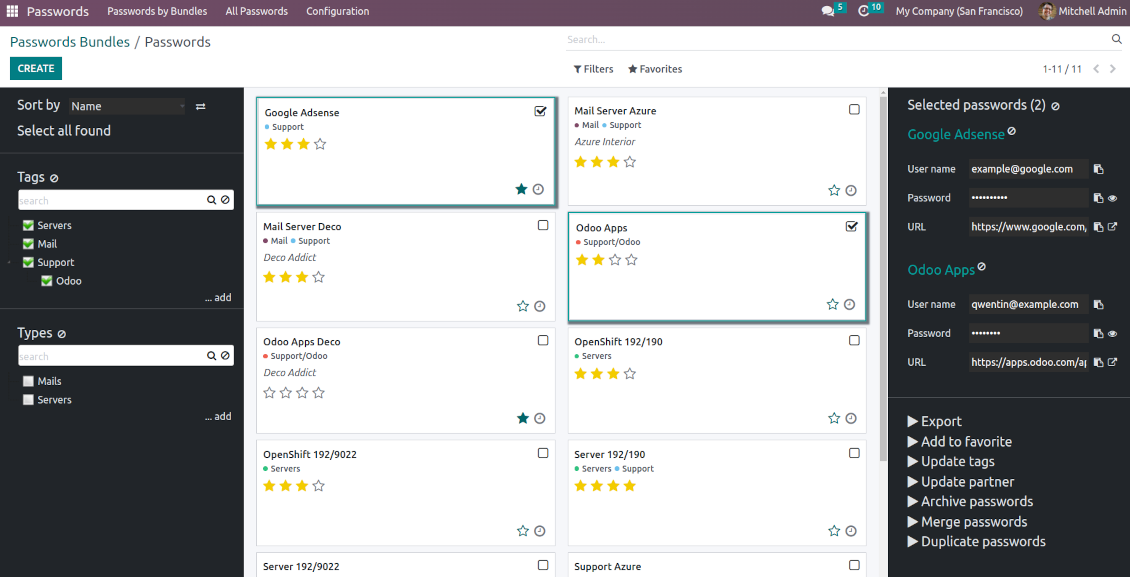 Passwords Passwords by Bundles All Passwords Configuration 5 10 My Company (San Francisco) Mitchell Admin
Passwords Bundles / Passwords
Search...
CREATE
Filters Favorites
1-11 / 11
Sort by Name
Select all found
Tags
search
Servers
Mail
Support
Odoo
... add
Types
search
Mails
Servers
... add
Google Adsense
Support
Mail Server Azure
Mail Support
Azure Interior
Mail Server Deco
Mail Support
Deco Addict
Odoo Apps
Support/Odoo
Odoo Apps Deco
Support/Odoo
Deco Addict
OpenShift 192/190
Servers
OpenShift 192/9022
Servers
Server 192/190
Servers Support
Server 192/9022
Support Azure
Selected passwords (2)
Google Adsense
User name example@google.com
Password ••••••••••
URL https://www.google.com,
Odoo Apps
User name qwentin@example.com
Password ••••••••
URL https://apps.odoo.com/ap
Export
Add to favorite
Update tags
Update partner
Archive passwords
Merge passwords
Duplicate passwords